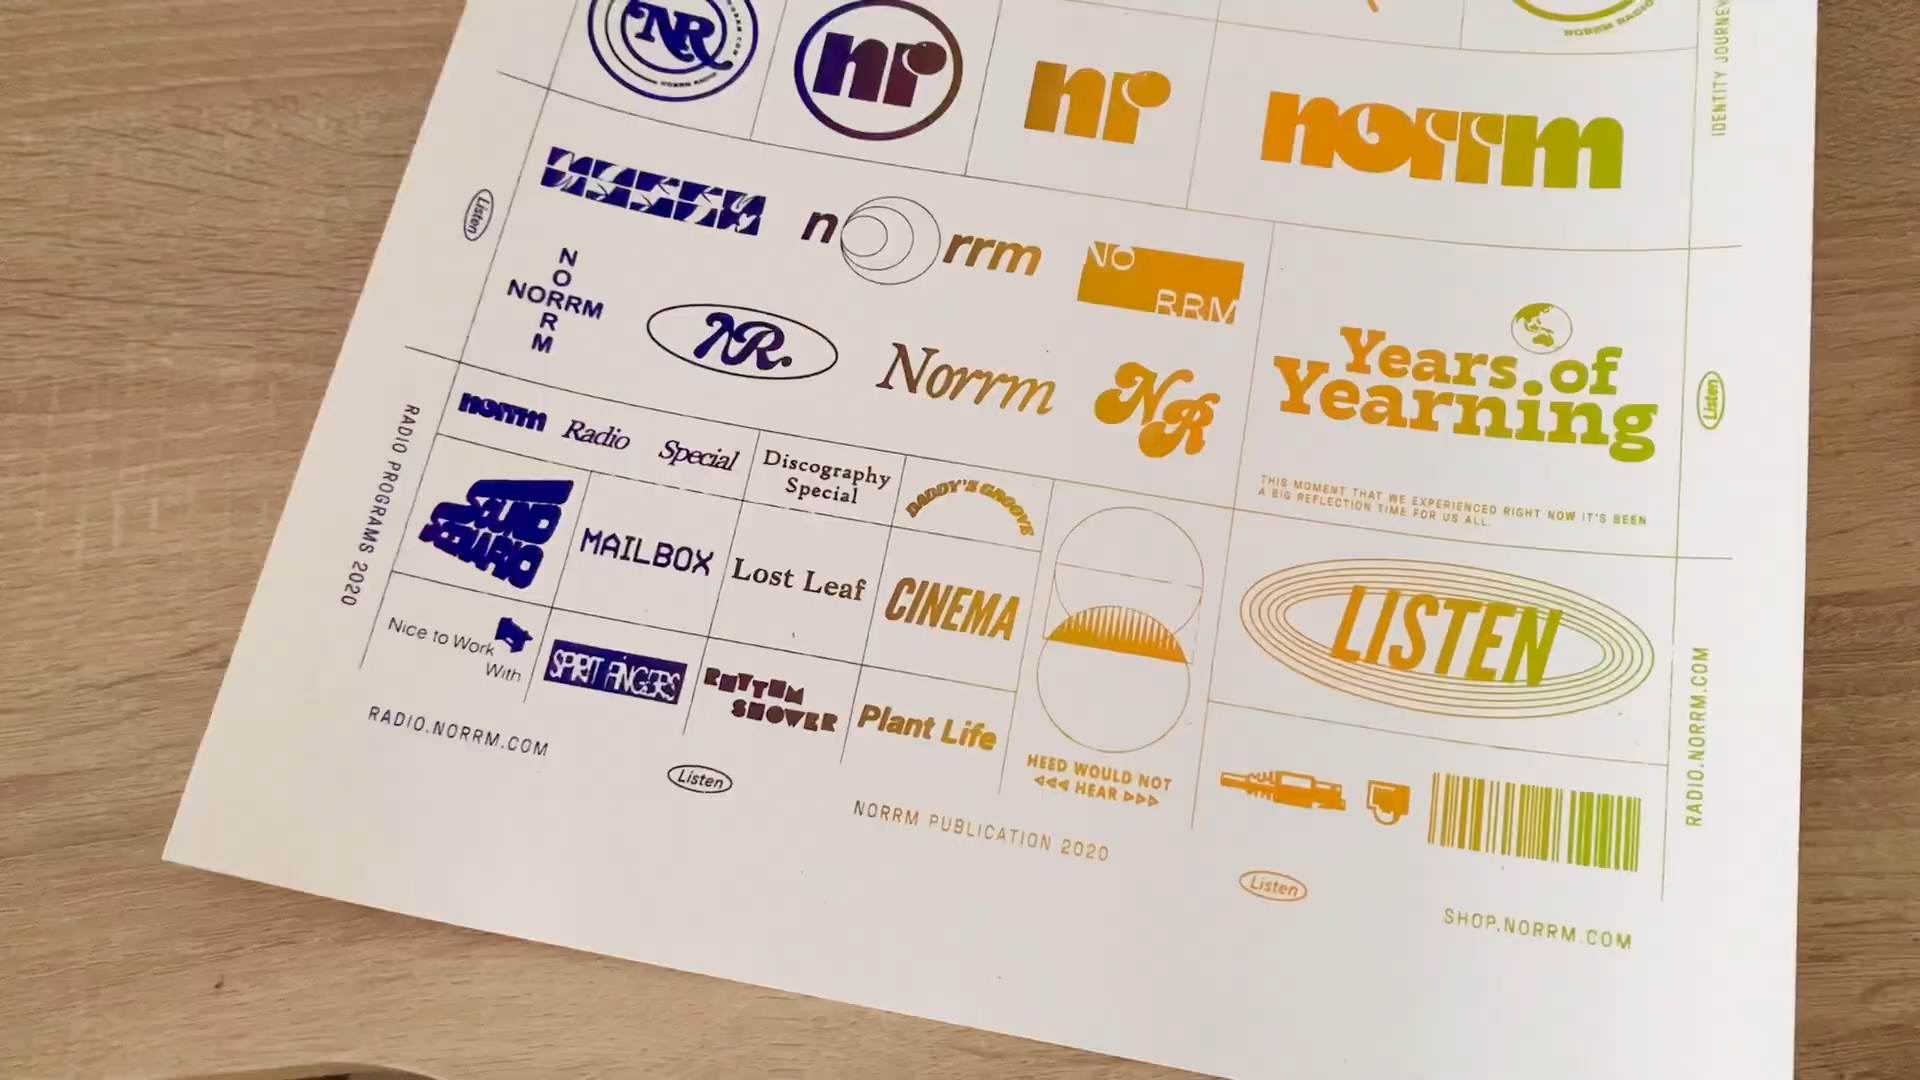 NR
NORRM RADIO
nr
nr
norrm
NORRM RADIO
IDENTITY JOURNEY
Listen
norrm
NO
RRM
N
O
NORRM
R
M
NR.
Norrm
NR
Years of
Yearning
THIS MOMENT THAT WE EXPERIENCED RIGHT NOW IT'S BEEN
A BIG REFLECTION TIME FOR US ALL.
Listen
norrm Radio Special
Discography
Special
DADDY'S GROOVE
RADIO PROGRAMS 2020
SOUND
SCENARIO
MAILBOX
Lost Leaf
CINEMA
LISTEN
Nice to Work
With
SPIRIT FINGERS
RHYTHM
SHOWER
Plant Life
HEED WOULD NOT
HEAR
RADIO.NORRM.COM
RADIO.NORRM.COM
Listen
NORRM PUBLICATION 2020
Listen
SHOP.NORRM.COM